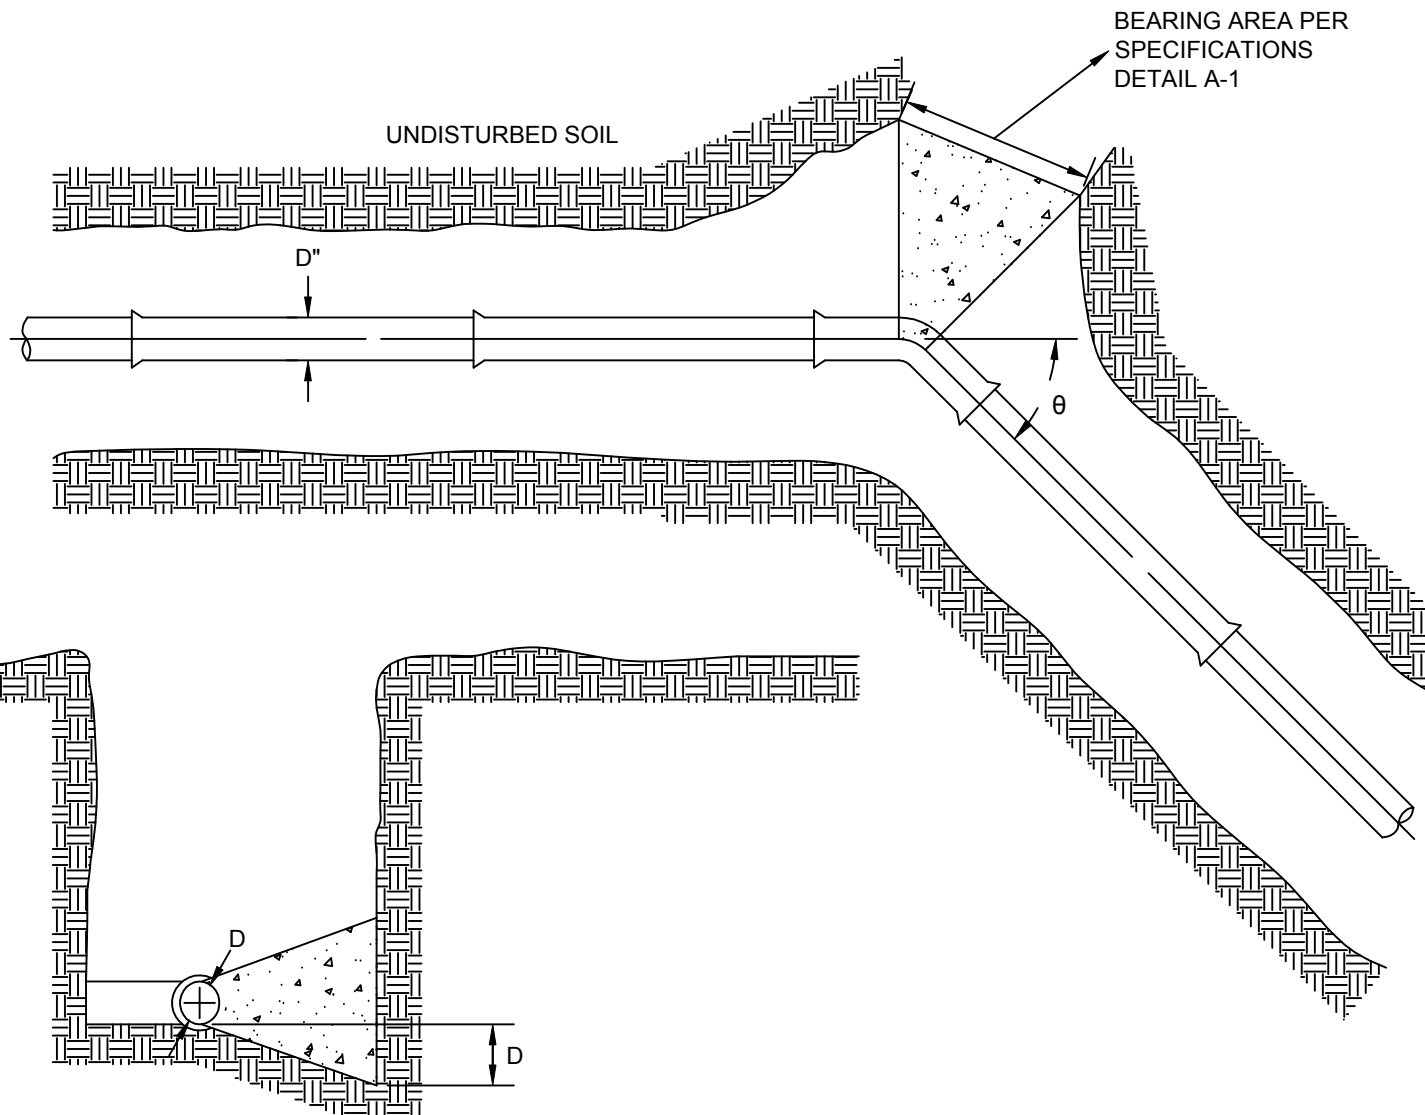 BEARING AREA PER
SPECIFICATIONS
DETAIL A-1
UNDISTURBED SOIL
D"
θ
D
D